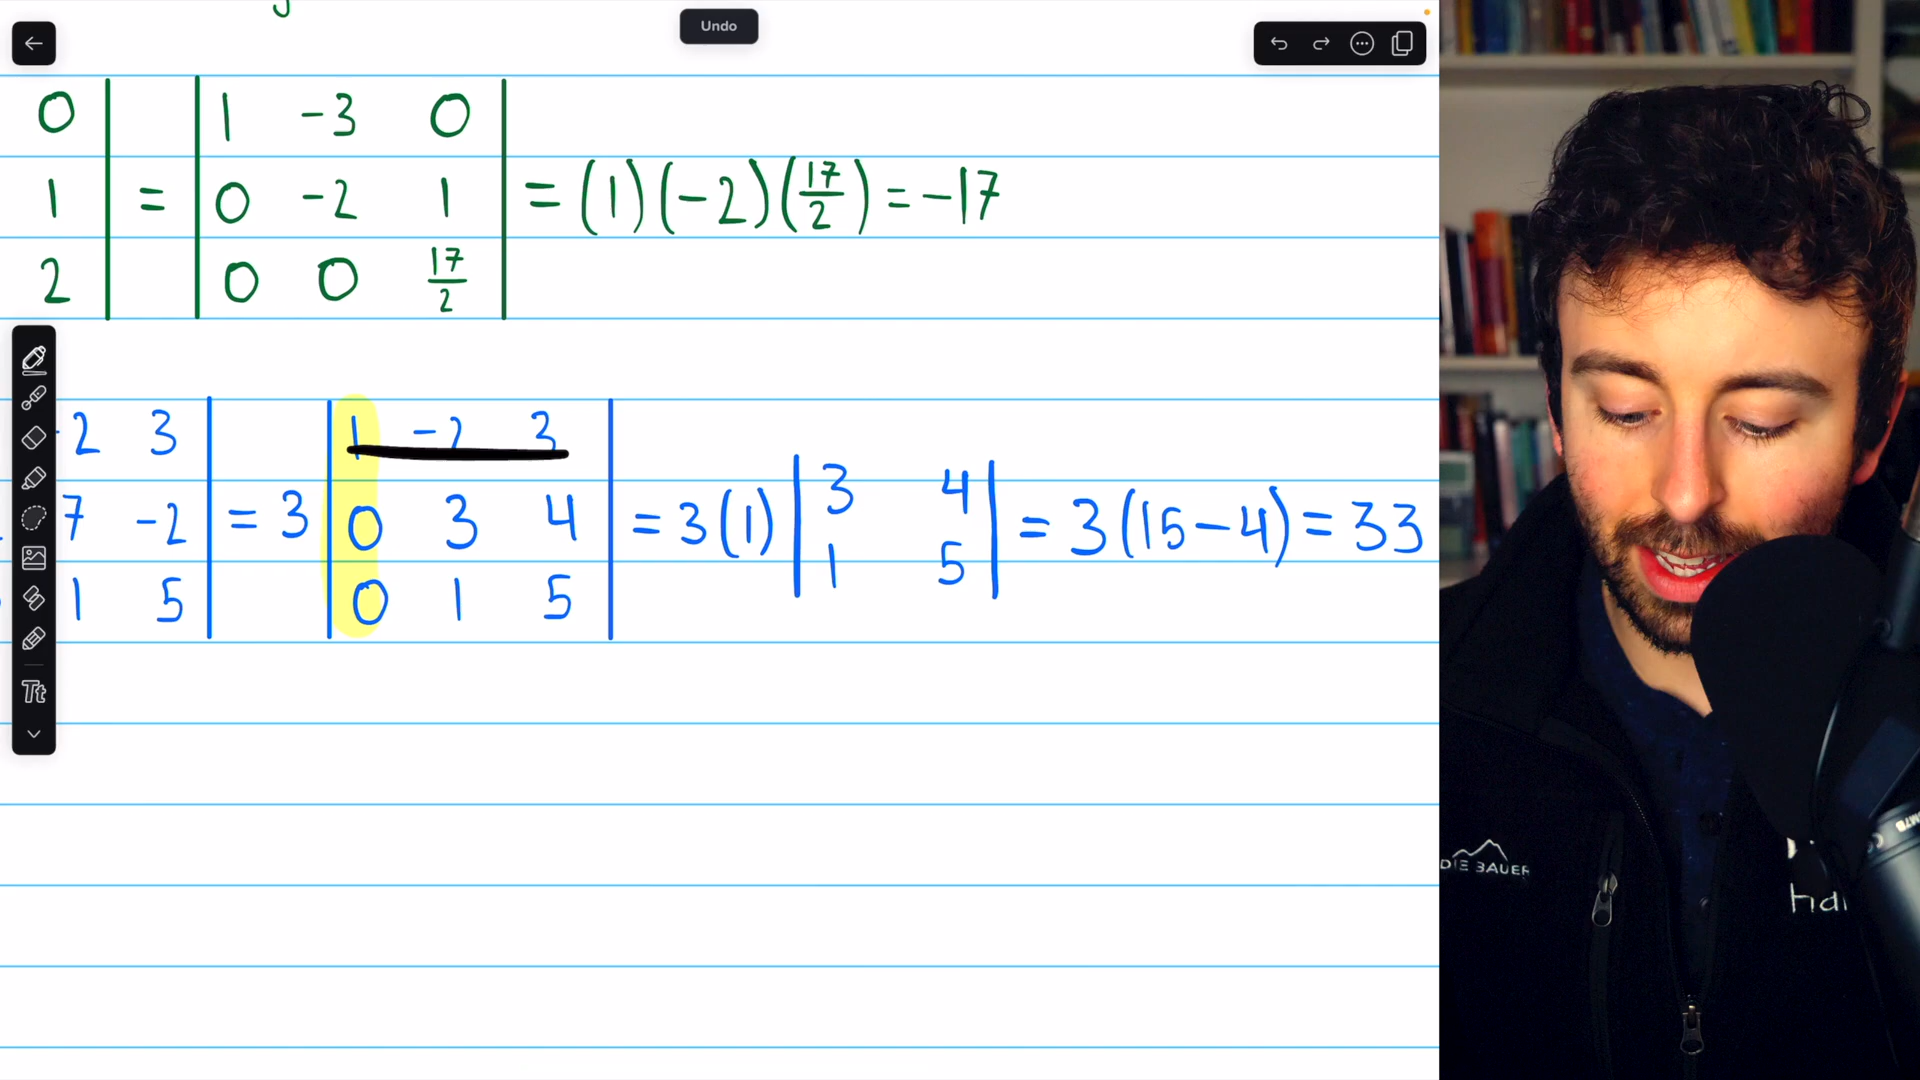 Undo
0 | | 1 -3 0 |
1 | = | 0 -2 1 | = (1)(-2)(17/2) = -17
2 | | 0 0 17/2 |
-2 3 | | 1 -2 3 |
7 -2 | = 3 | 0 3 4 | = 3(1) | 3 4 | = 3(15-4) = 33
1 5 | | 0 1 5 | | 1 5 |
Tt
DIE BAUER